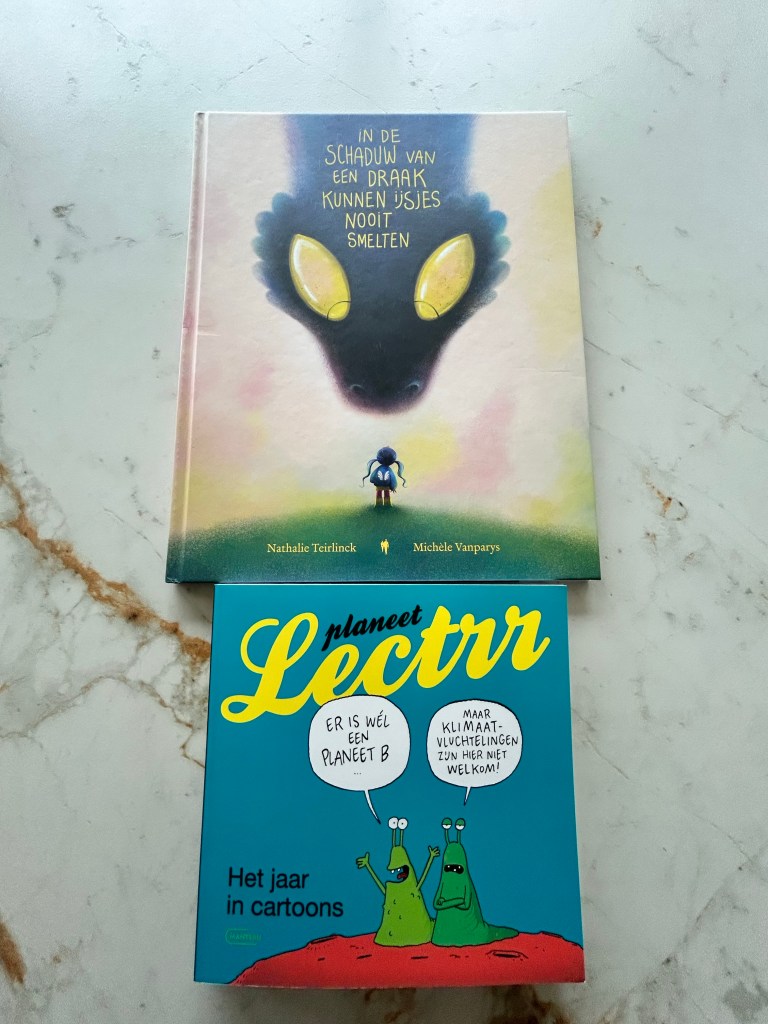 IN DE
SCHADUW VAN
EEN DRAAK
KUNNEN IJSJES
NOOIT
SMELTEN
Nathalie Teirlinck
Michèle Vanparys
planeet
Lectrr
ER IS WÉL
EEN
PLANEET B
...
MAAR
KLIMAAT-
VLUCHTELINGEN
ZIJN HIER NIET
WELKOM!
Het jaar
in cartoons